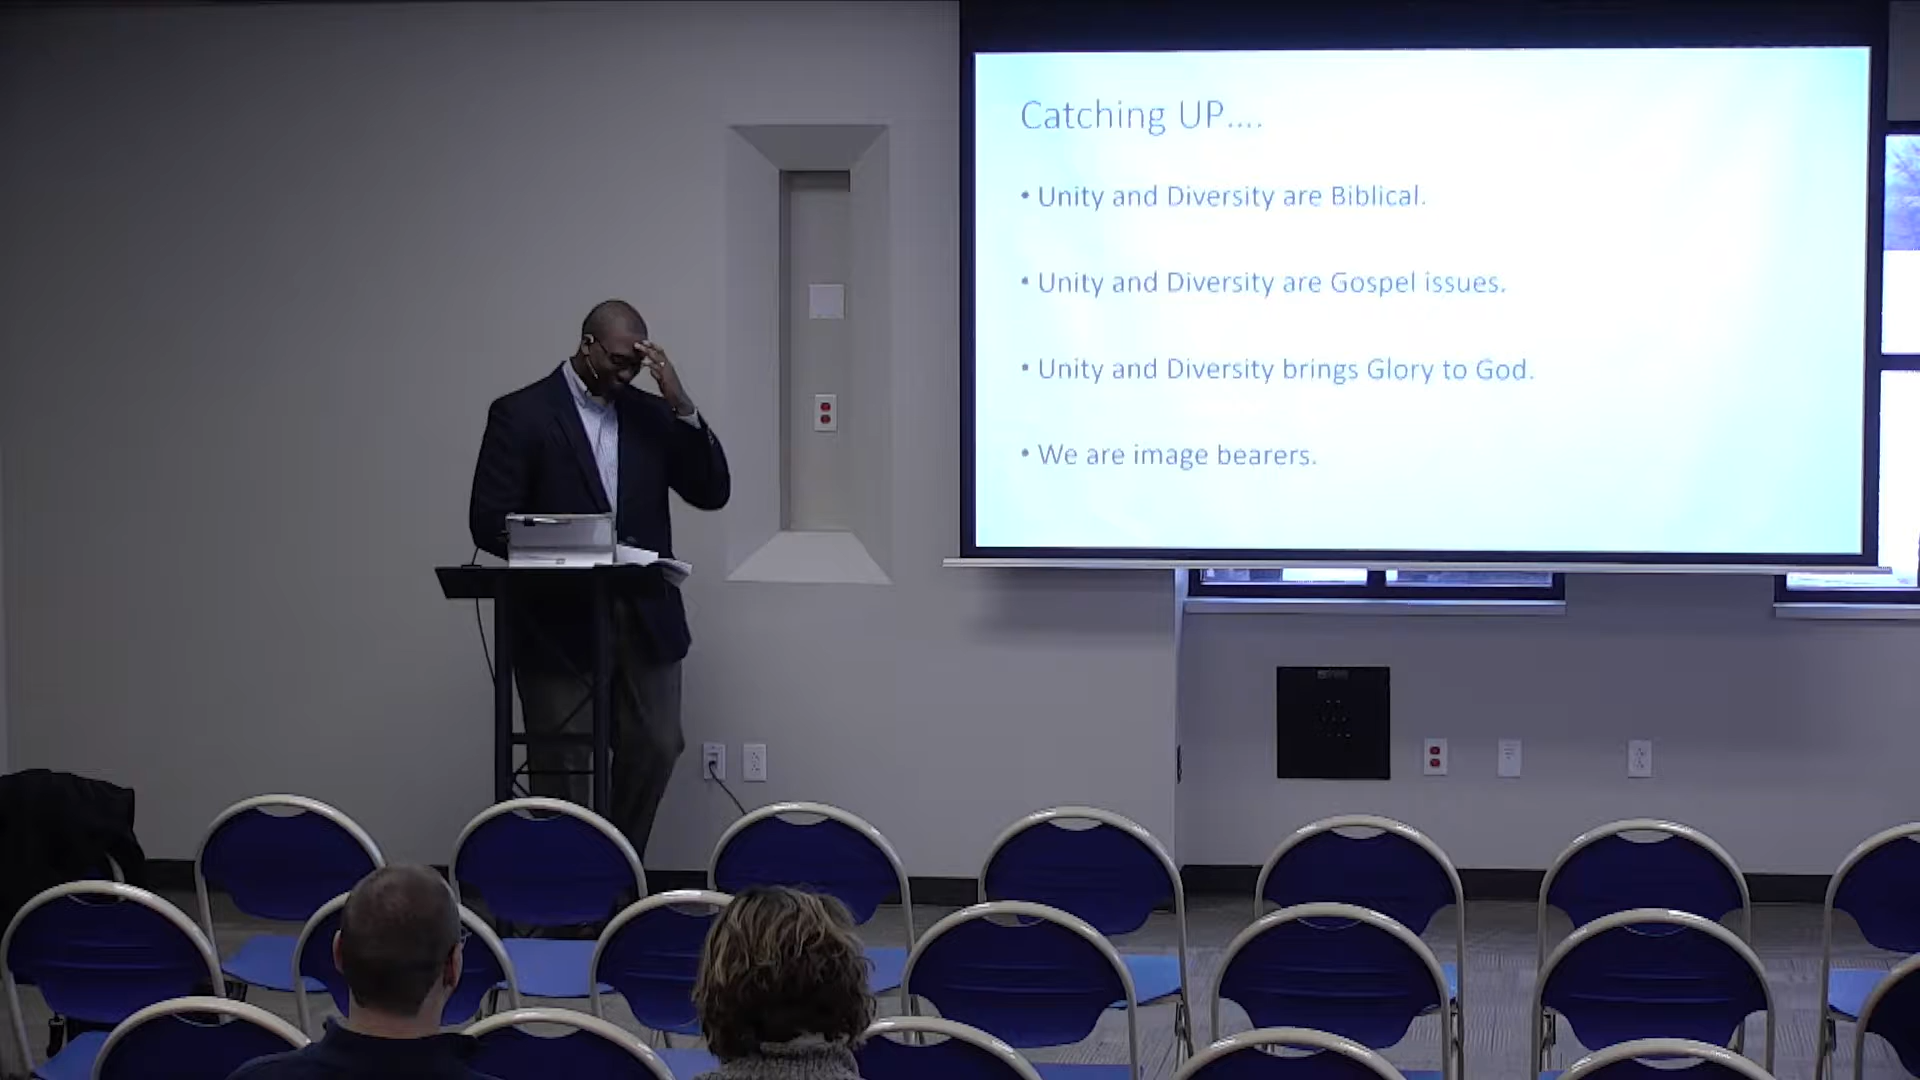 Catching UP....
• Unity and Diversity are Biblical.
• Unity and Diversity are Gospel issues.
• Unity and Diversity brings Glory to God.
• We are image bearers.